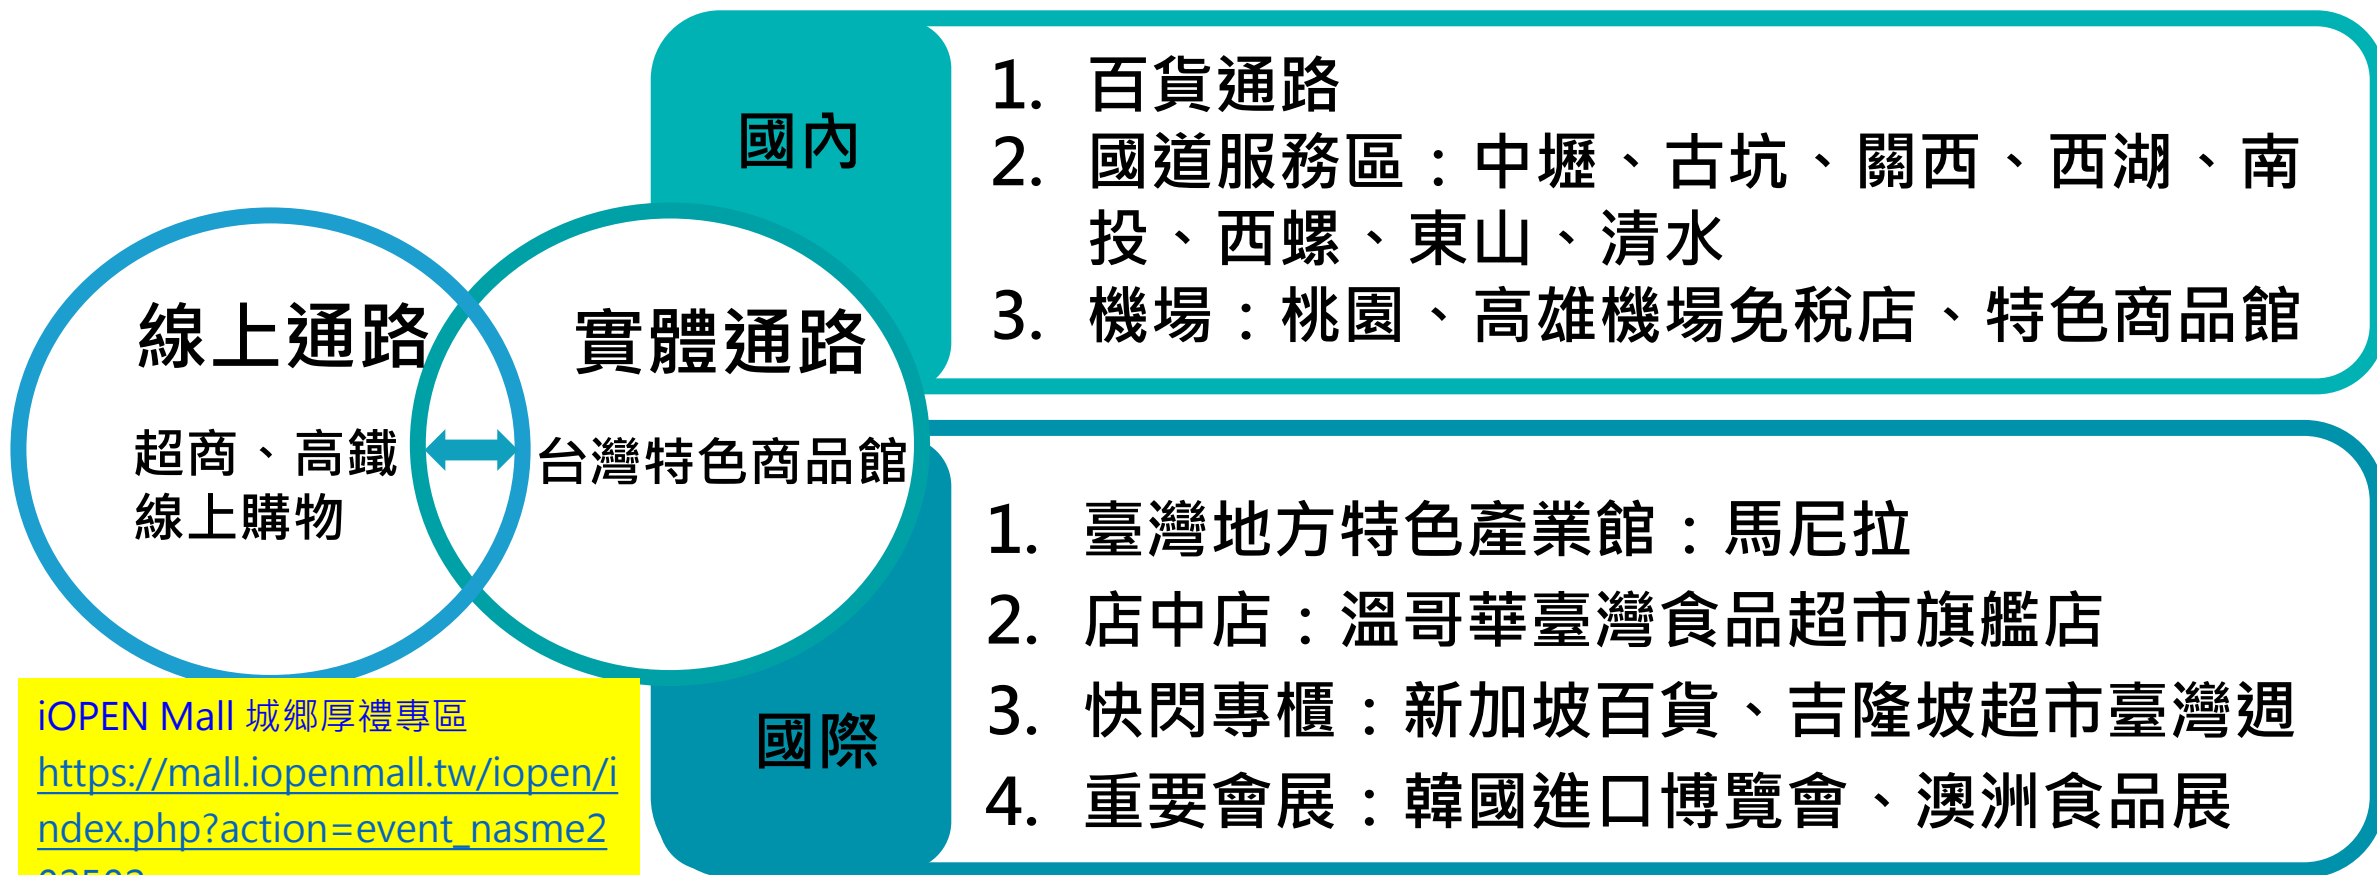 線上通路
超商、高鐵
線上購物
實體通路
台灣特色商品館
國內
1. 百貨通路
2. 國道服務區：中壢、古坑、關西、西湖、南
投、西螺、東山、清水
3. 機場：桃園、高雄機場免稅店、特色商品館
國際
1. 臺灣地方特色產業館：馬尼拉
2. 店中店：溫哥華臺灣食品超市旗艦店
3. 快閃專櫃：新加坡百貨、吉隆坡超市臺灣週
4. 重要會展：韓國進口博覽會、澳洲食品展
iOPEN Mall 城鄉厚禮專區
https://mall.iopenmall.tw/iopen/i
ndex.php?action=event_nasme2